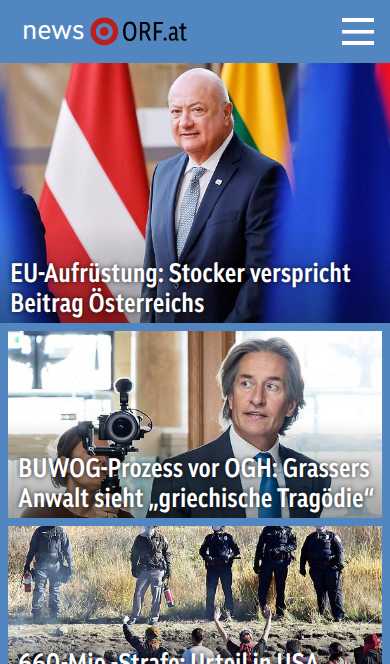 news ORF.at
EU-Aufrüstung: Stocker verspricht
Beitrag Österreichs
BUWOG-Prozess vor OGH: Grassers
Anwalt sieht „griechische Tragödie“
660-Mio.-Strafe: Urteil in USA